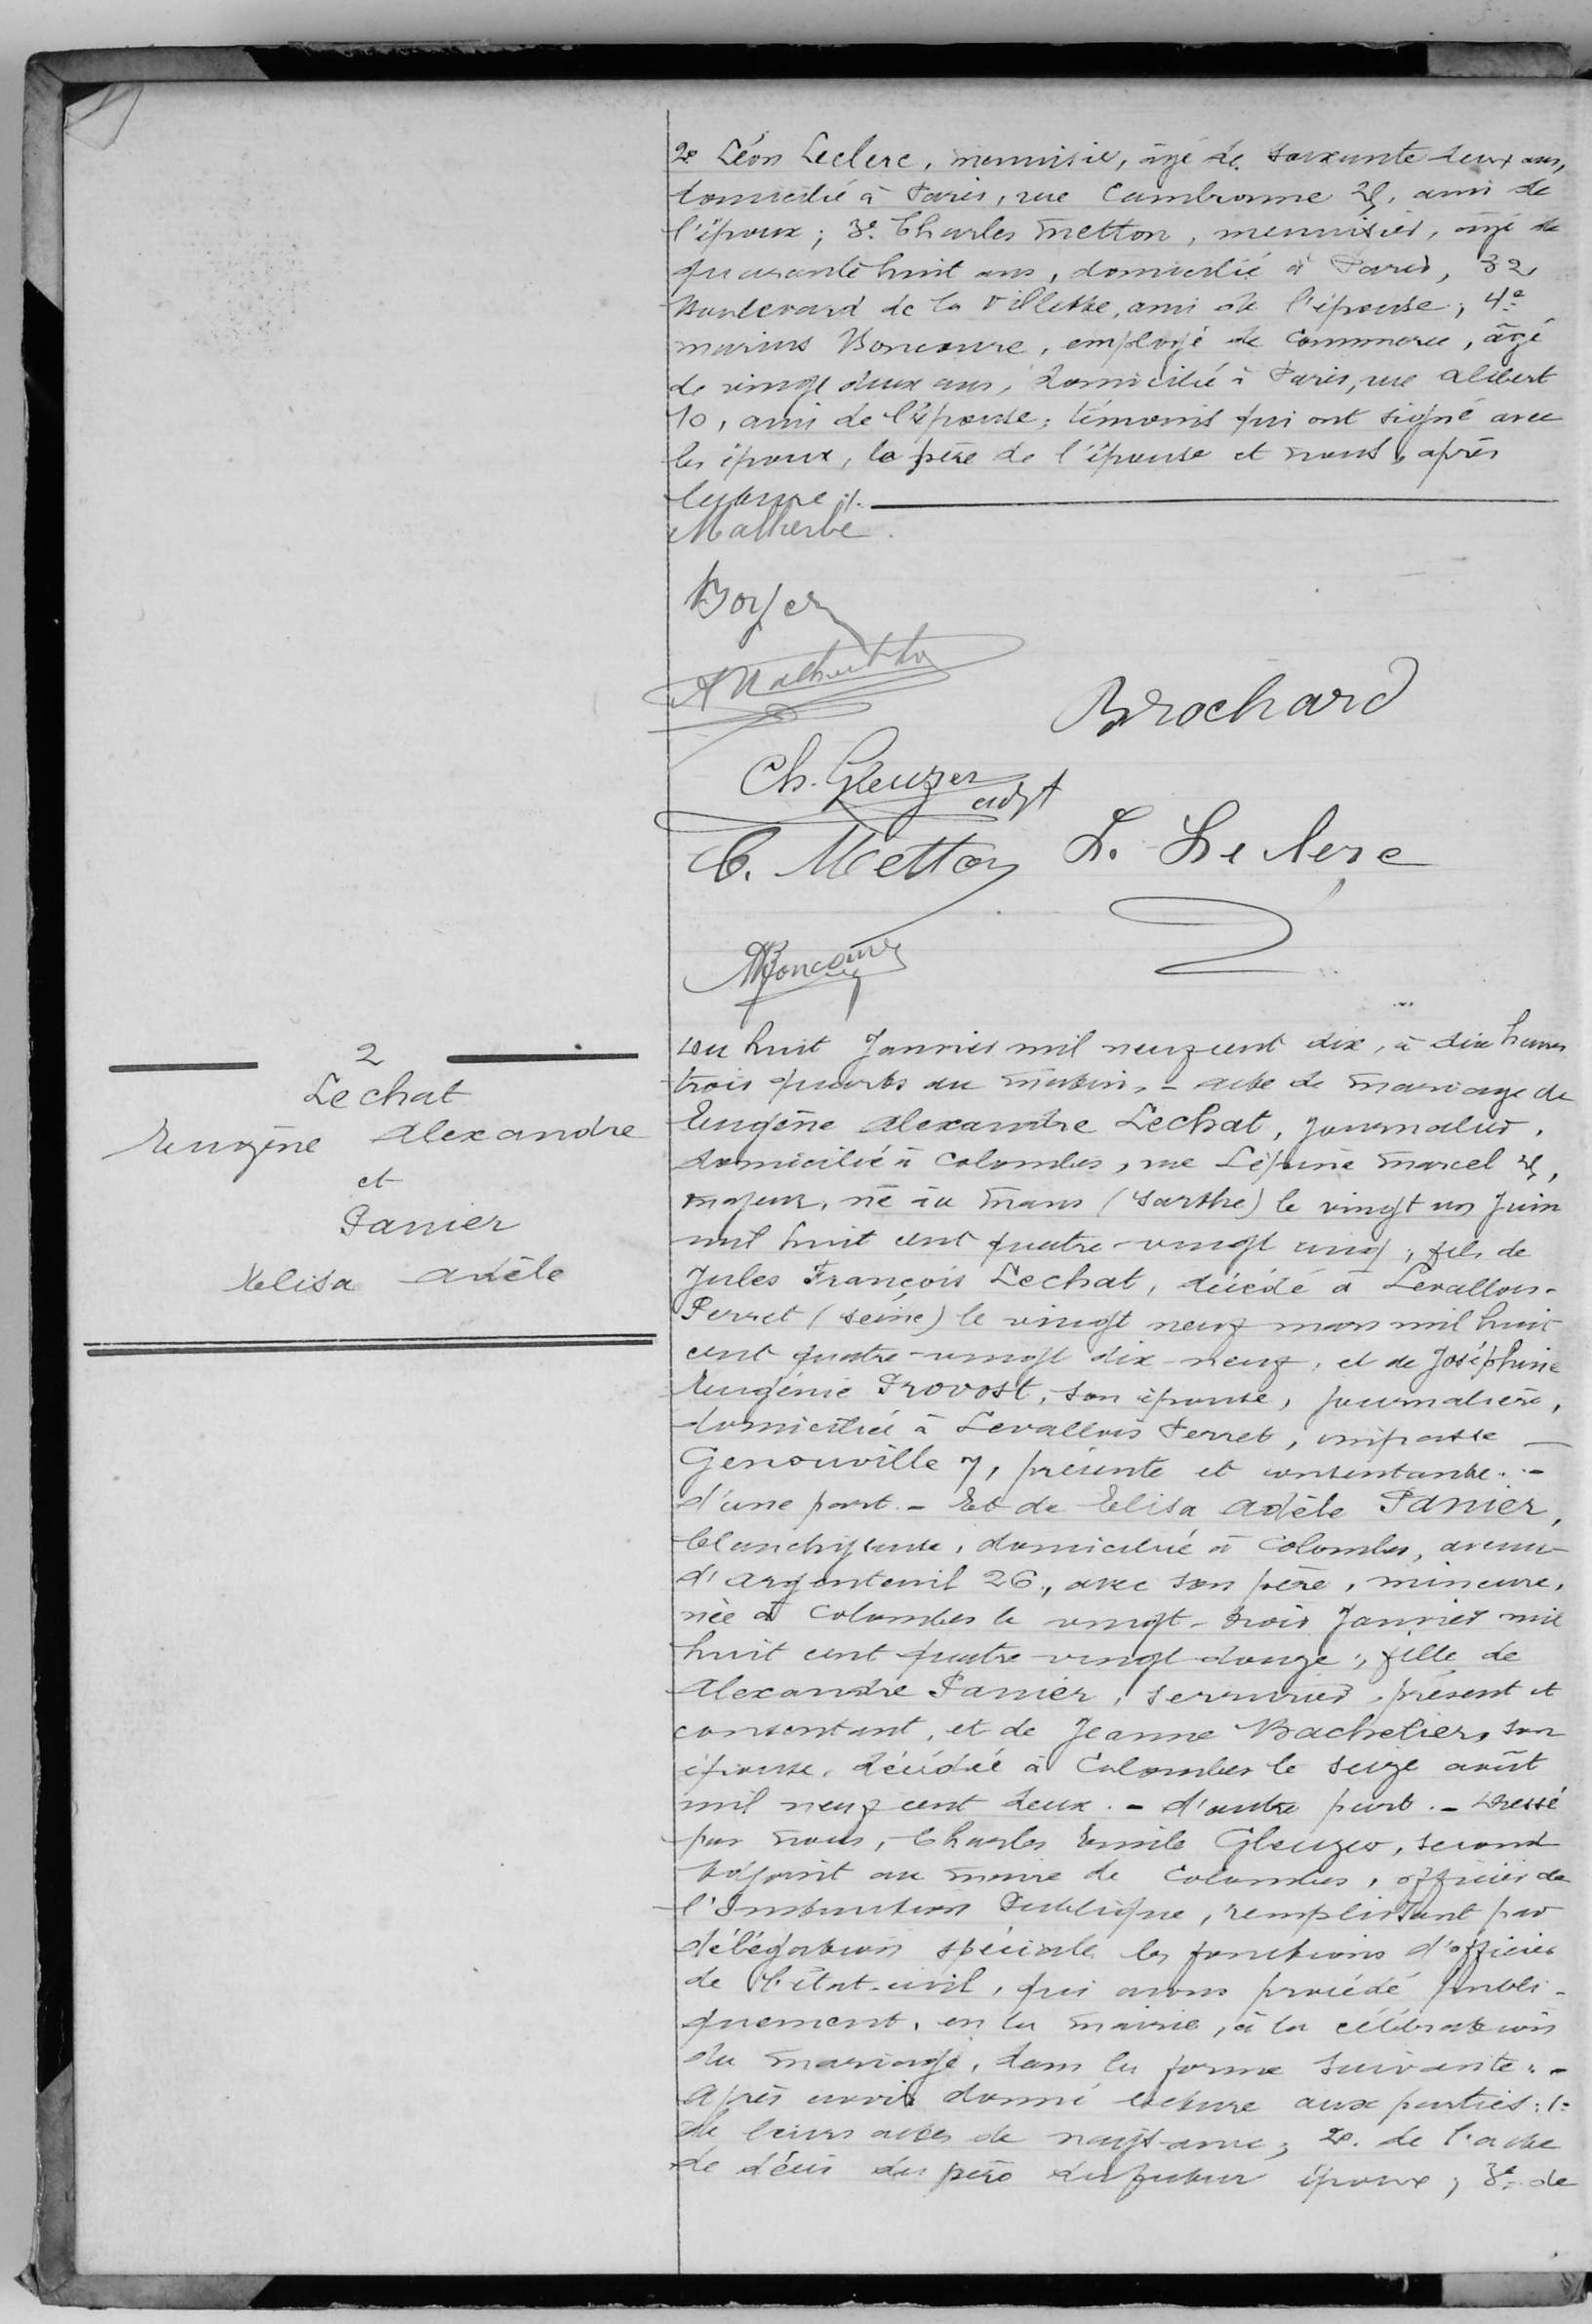 2° Léon Leclerc, menuisier, âgé de soixante deux ans,
domicilié à Paris, rue Cambronne, ami de
l'époux; 3° Charles Metton, menuisier, âgé de
quarante huit ans, domicilié à Paris, 32,
Boulevard de la Villette, ami de l'épouse; 4°
Marius Boncoure, employé de commerce, âgé
de vingt deux ans, domicilié à Paris, rue Alibert
10, ami de l'épouse; témoins qui ont signé avec
les époux, le père de l'épouse et nous, après
lecture ./.
Malherbe.
Boyer
Brochard
Ch. Gleuzer
adjt
C. Metton L. Leclerc
Boncoure
2
Lechat
Eugène Alexandre
et
Panier
Elisa Adèle
Du huit Janvier mil neuf cent dix, à dix heures
trois quarts du matin, - acte de mariage de
Eugène Alexandre Lechat, journalier,
domicilié à Colombes, rue Lépine Marcel,
majeur, né au Mans (Sarthe) le vingt un Juin
mil huit cent quatre-vingt cinq, fils de
Jules François Lechat, décédé à Levallois-
Perret (Seine) le vingt neuf mars mil huit
cent quatre-vingt dix-neuf, et de Joséphine
Eugénie Provost, son épouse, journalière,
domiciliée à Levallois Perret, impasse
Genouville 7, présente et consentante. -
d'une part. - Et de Elisa Adèle Panier,
blanchisseuse, domiciliée à Colombes, avenue
d'Argenteuil 26, avec son père, mineure,
née à Colombes le vingt-trois Janvier mil
huit cent quatre-vingt-douze, fille de
Alexandre Panier, serrurier, présent et
consentant, et de Jeanne Bachelier, son
épouse, décédée à Colombes le seize août
mil neuf cent deux. - d'autre part. - Dressé
par nous, Charles Emile Gleuzer, second
Adjoint au maire de Colombes, officier de
l'Instruction Publique, remplissant par
délégation spéciale les fonctions d'officier
de l'état-civil, qui avons procédé publi-
quement, en la mairie, à la célébration
du mariage, dans la forme suivante: -
Après avoir donné lecture aux parties: 1°
de leurs actes de naissance; 2°. de l'acte
de décès du père du futur époux; 3° de